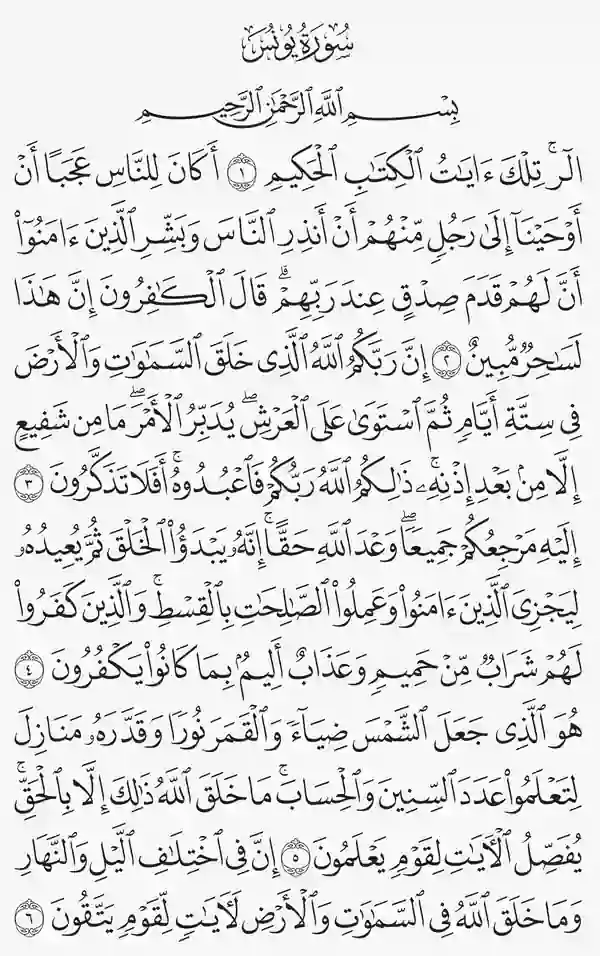 سُورَةُ يُونُسَ
بِسْمِ ٱللَّهِ ٱلرَّحْمَٰنِ ٱلرَّحِيمِ
الٓر ۚ تِلْكَ ءَايَٰتُ ٱلْكِتَٰبِ ٱلْحَكِيمِ ١ أَكَانَ لِلنَّاسِ عَجَبًا أَنْ
أَوْحَيْنَآ إِلَىٰ رَجُلٍ مِّنْهُمْ أَنْ أَنذِرِ ٱلنَّاسَ وَبَشِّرِ ٱلَّذِينَ ءَامَنُوٓا۟
أَنَّ لَهُمْ قَدَمَ صِدْقٍ عِندَ رَبِّهِمْ ۗ قَالَ ٱلْكَٰفِرُونَ إِنَّ هَٰذَا
لَسَٰحِرٌ مُّبِينٌ ٢ إِنَّ رَبَّكُمُ ٱللَّهُ ٱلَّذِى خَلَقَ ٱلسَّمَٰوَٰتِ وَٱلْأَرْضَ
فِى سِتَّةِ أَيَّامٍ ثُمَّ ٱسْتَوَىٰ عَلَى ٱلْعَرْشِ ۖ يُدَبِّرُ ٱلْأَمْرَ ۖ مَا مِن شَفِيعٍ
إِلَّا مِنۢ بَعْدِ إِذْنِهِۦ ۚ ذَٰلِكُمُ ٱللَّهُ رَبُّكُمْ فَٱعْبُدُوهُ ۚ أَفَلَا تَذَكَّرُونَ ٣
إِلَيْهِ مَرْجِعُكُمْ جَمِيعًا ۖ وَعْدَ ٱللَّهِ حَقًّا ۚ إِنَّهُۥ يَبْدَؤُا۟ ٱلْخَلْقَ ثُمَّ يُعِيدُهُۥ
لِيَجْزِىَ ٱلَّذِينَ ءَامَنُوا۟ وَعَمِلُوا۟ ٱلصَّٰلِحَٰتِ بِٱلْقِسْطِ ۚ وَٱلَّذِينَ كَفَرُوا۟
لَهُمْ شَرَابٌ مِّنْ حَمِيمٍ وَعَذَابٌ أَلِيمٌۢ بِمَا كَانُوا۟ يَكْفُرُونَ ٤
هُوَ ٱلَّذِى جَعَلَ ٱلشَّمْسَ ضِيَآءً وَٱلْقَمَرَ نُورًا وَقَدَّرَهُۥ مَنَازِلَ
لِتَعْلَمُوا۟ عَدَدَ ٱلسِّنِينَ وَٱلْحِسَابَ ۚ مَا خَلَقَ ٱللَّهُ ذَٰلِكَ إِلَّا بِٱلْحَقِّ ۚ
يُفَصِّلُ ٱلْـَٔايَٰتِ لِقَوْمٍ يَعْلَمُونَ ٥ إِنَّ فِى ٱخْتِلَٰفِ ٱلَّيْلِ وَٱلنَّهَارِ
وَمَا خَلَقَ ٱللَّهُ فِى ٱلسَّمَٰوَٰتِ وَٱلْأَرْضِ لَـَٔايَٰتٍ لِّقَوْمٍ يَتَّقُونَ ٦